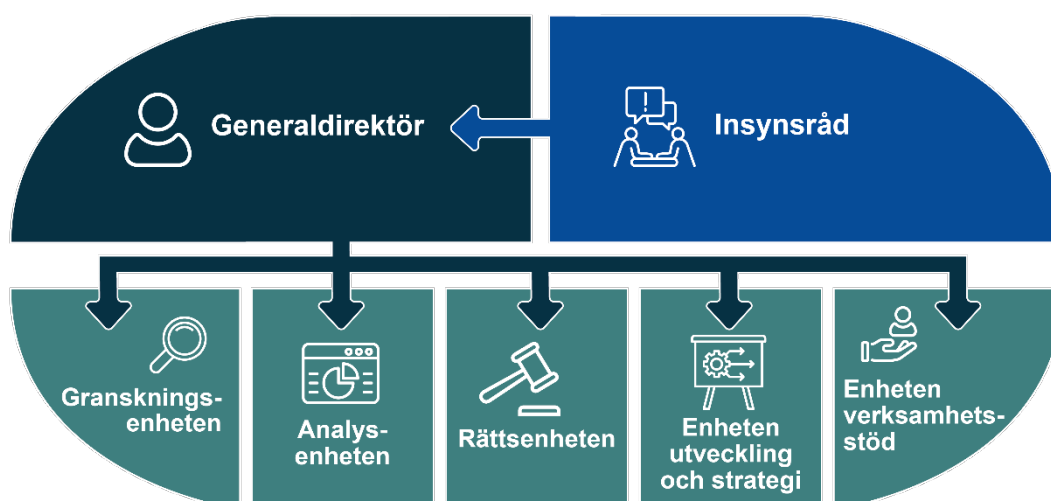 Generaldirektör
Insynsråd
Gransknings-
enheten
Analys-
enheten
Rättsenheten
Enheten
utveckling
och strategi
Enheten
verksamhets-
stöd